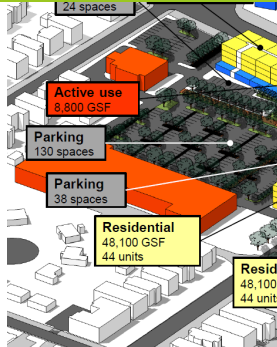 24 spaces
Active use
8,800 GSF
Parking
130 spaces
Parking
38 spaces
Residential
48,100 GSF
44 units
Resid
48,100
44 unit